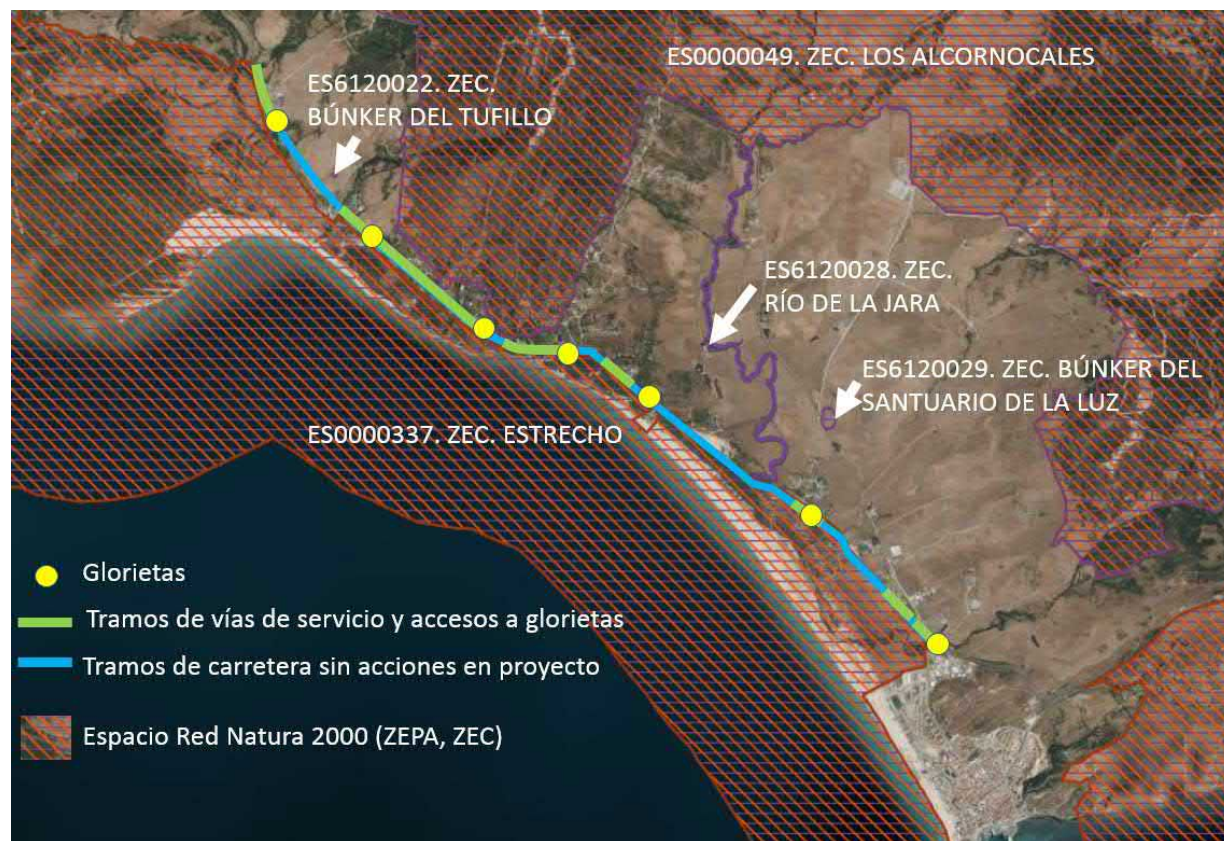 ES0000049. ZEC. LOS ALCORNOCALES
ES6120022. ZEC.
BÚNKER DEL TUFILLO
ES6120028. ZEC.
RÍO DE LA JARA
ES6120029. ZEC. BÚNKER DEL
SANTUARIO DE LA LUZ
ES0000337. ZEC. ESTRECHO
Glorietas
Tramos de vías de servicio y accesos a glorietas
Tramos de carretera sin acciones en proyecto
Espacio Red Natura 2000 (ZEPA, ZEC)